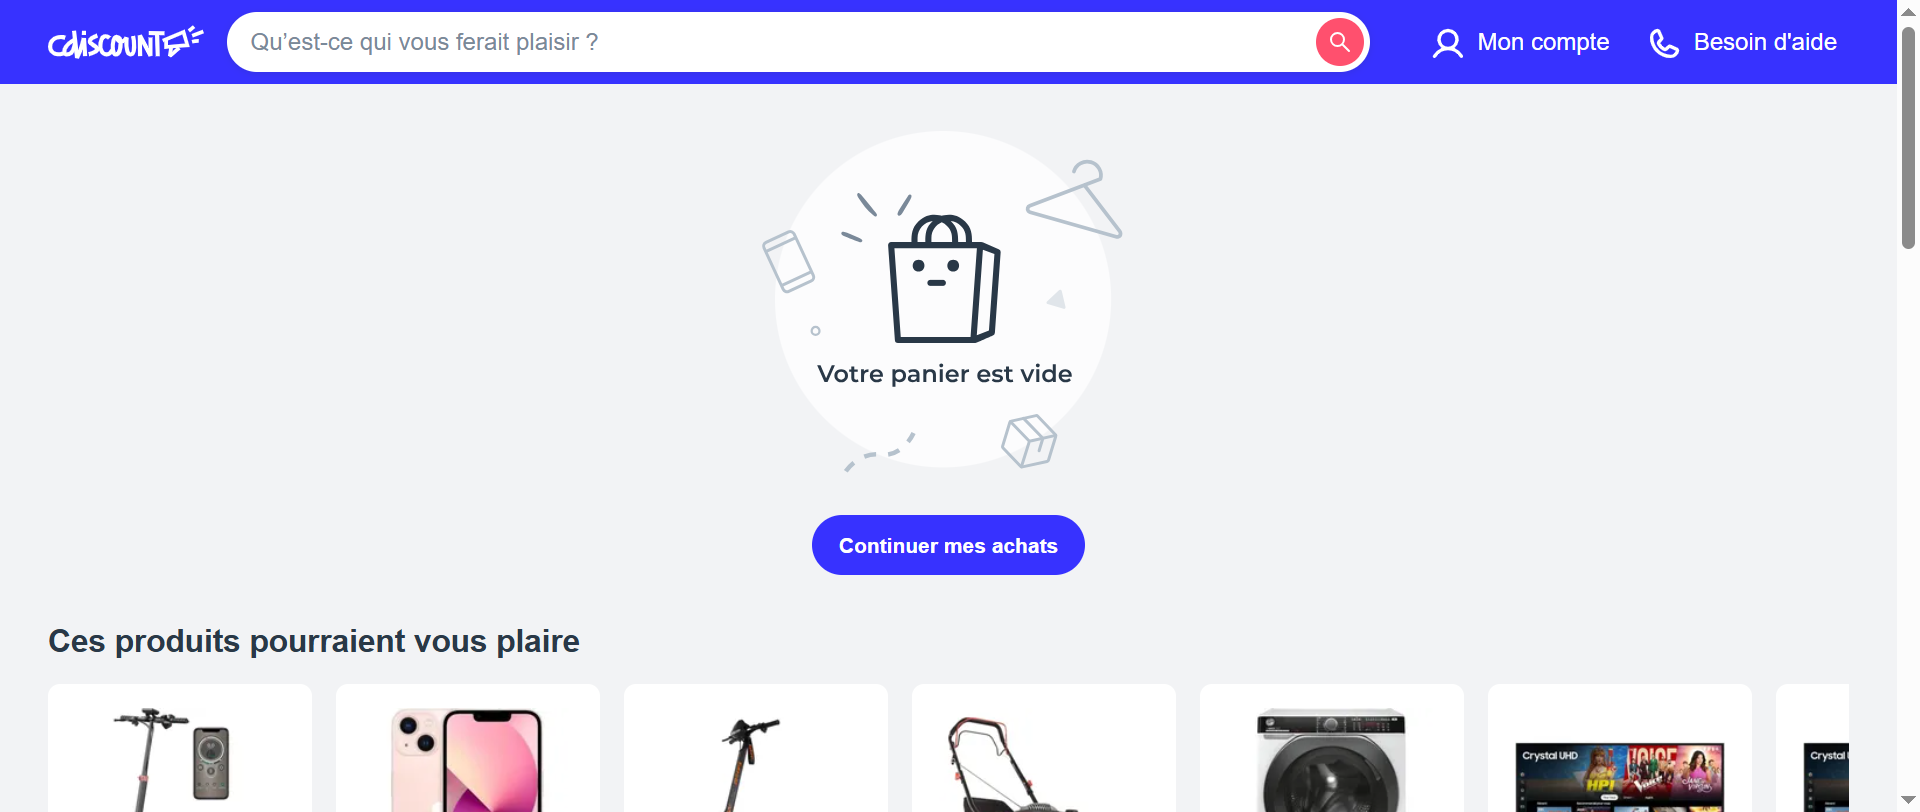 Cdiscount
Qu’est-ce qui vous ferait plaisir ?
Mon compte
Besoin d'aide
Votre panier est vide
Continuer mes achats
Ces produits pourraient vous plaire
Crystal UHD
Crystal U